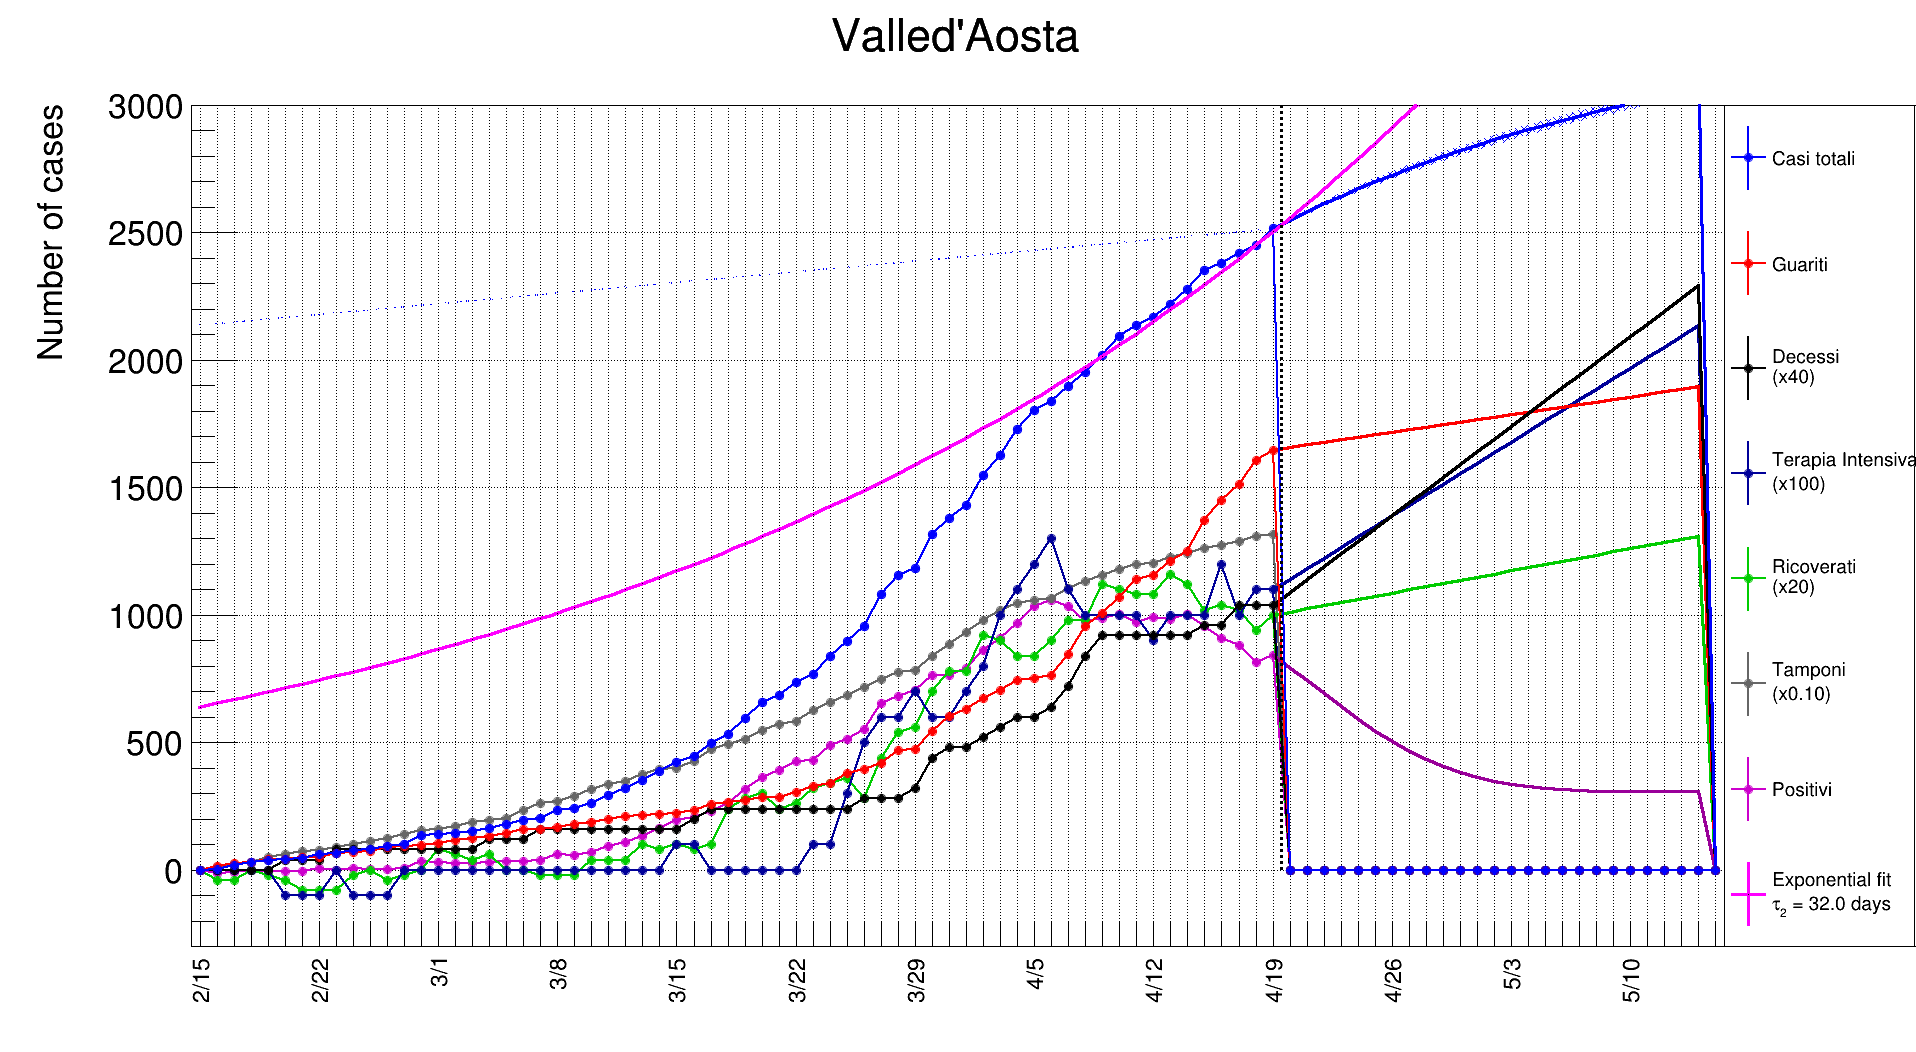 Valled'Aosta
Number of cases
3000
2500
2000
1500
1000
500
0
2/15
2/22
3/1
3/8
3/15
3/22
3/29
4/5
4/12
4/19
4/26
5/3
5/10
Casi totali
Guariti
Decessi
(x40)
Terapia Intensiva
(x100)
Ricoverati
(x20)
Tamponi
(x0.10)
Positivi
Exponential fit
τ2 = 32.0 days